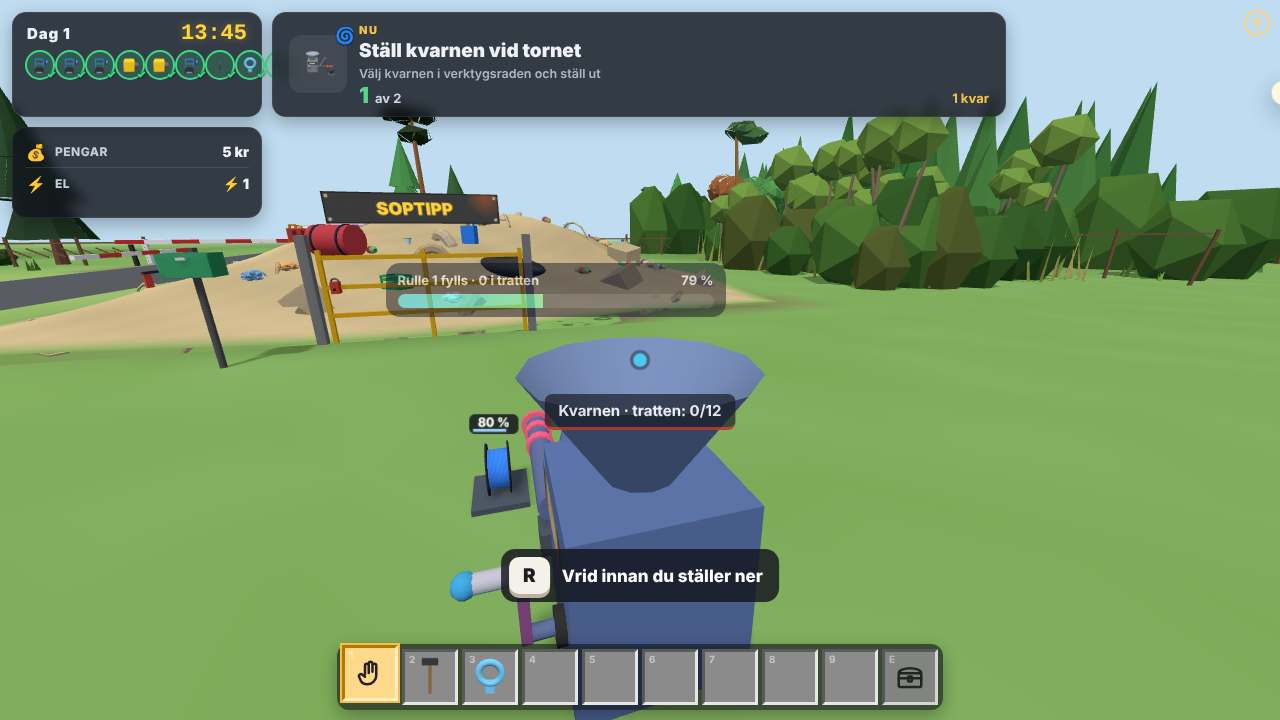 Dag 1
13:45
NU
Ställ kvarnen vid tornet
Välj kvarnen i verktygsraden och ställ ut
1 av 2
1 kvar
PENGAR
5 kr
EL
1
SOPTIPP
Rulle 1 fylls · 0 i tratten
79 %
Kvarnen · tratten: 0/12
80 %
R
Vrid innan du ställer ner
2
3
4
5
6
7
8
9
E